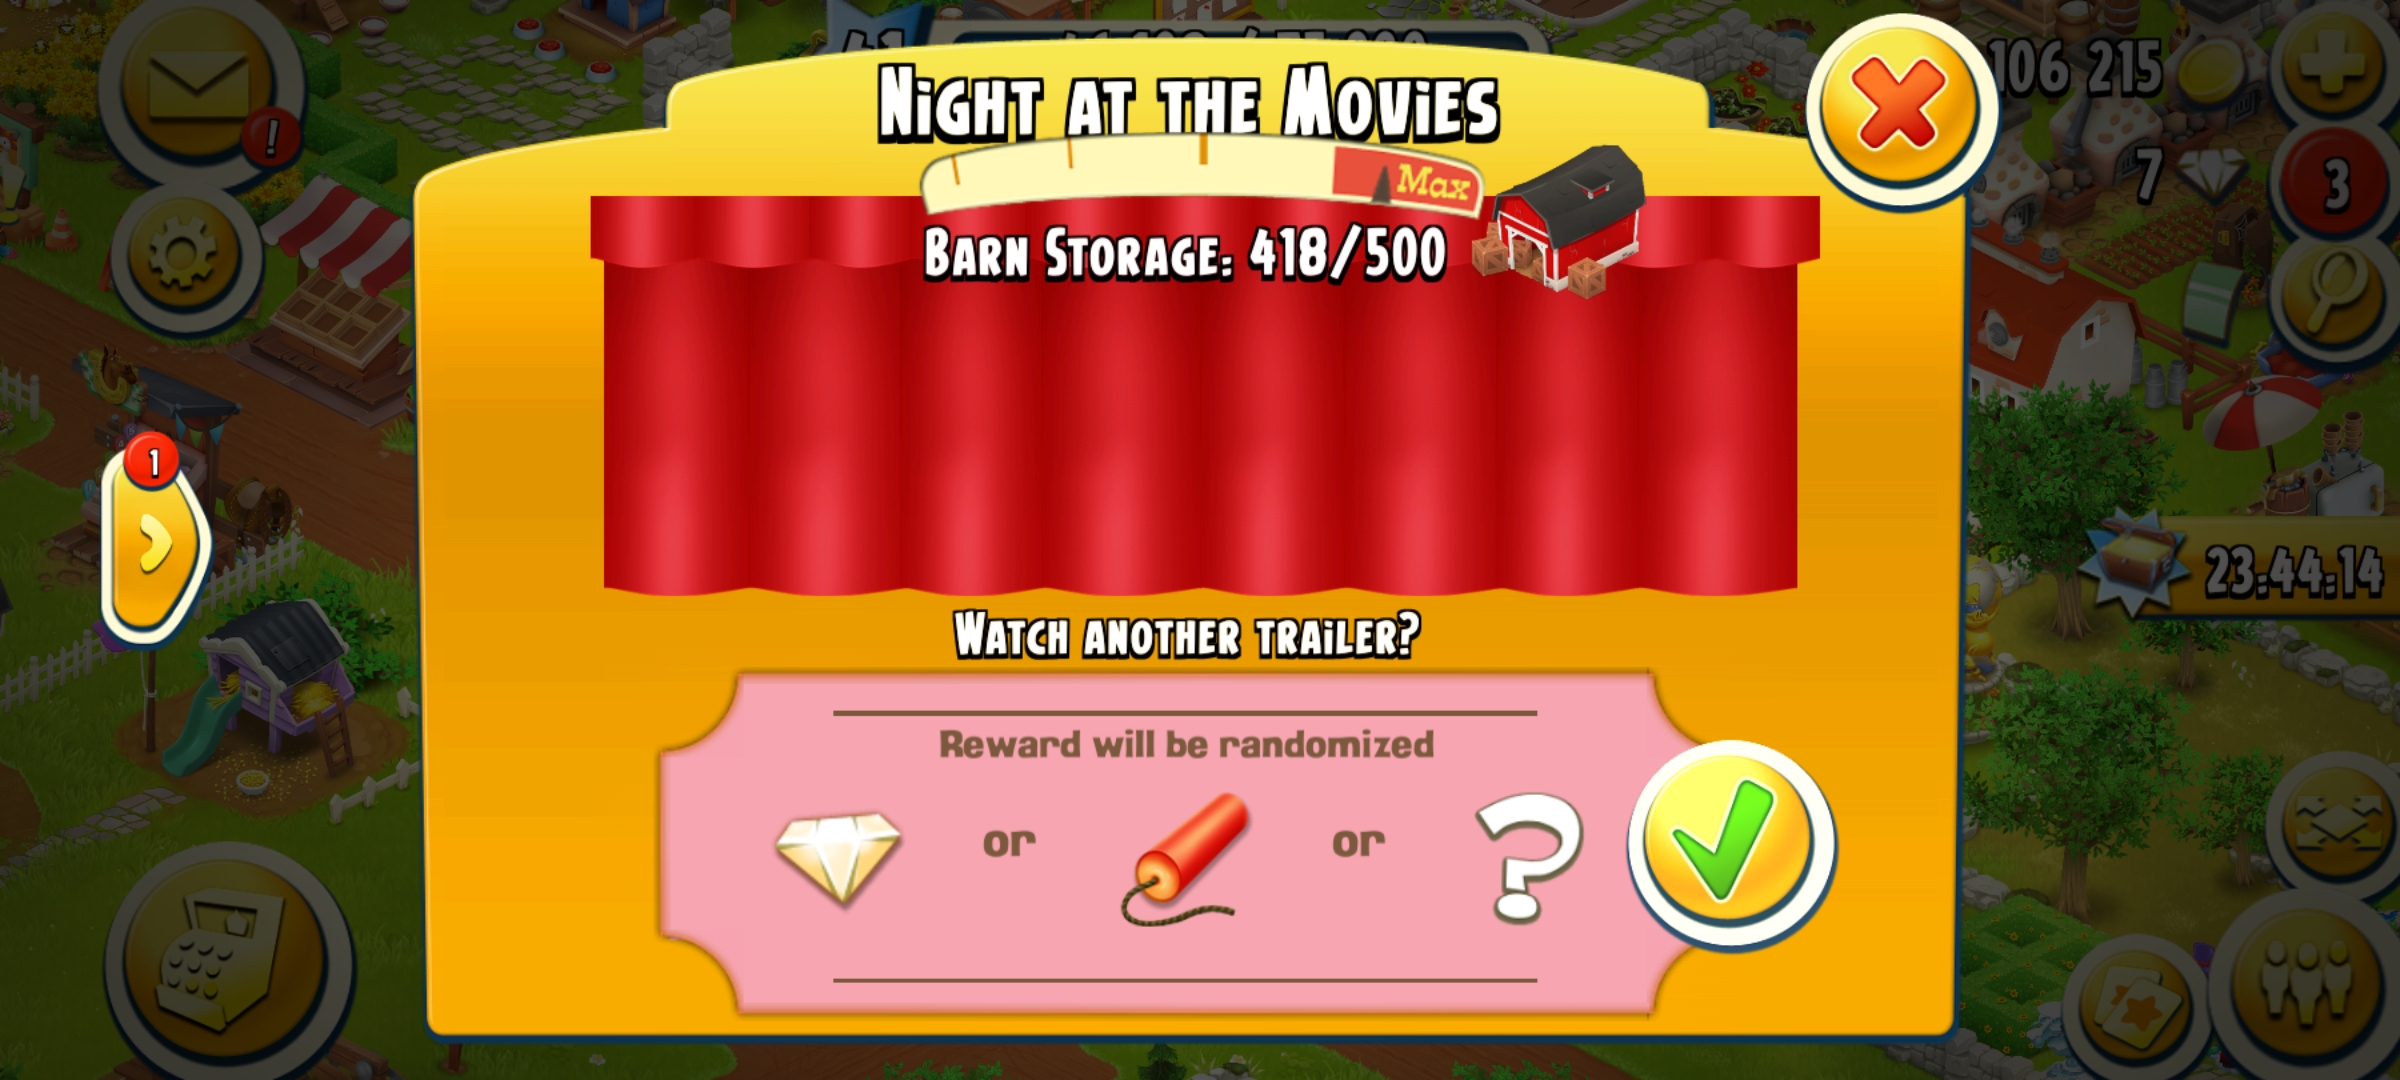 Night at the Movies
Max
Barn Storage: 418/500
Watch another trailer?
Reward will be randomized
or
or
?
!
1
106 215
7
3
23:44:14